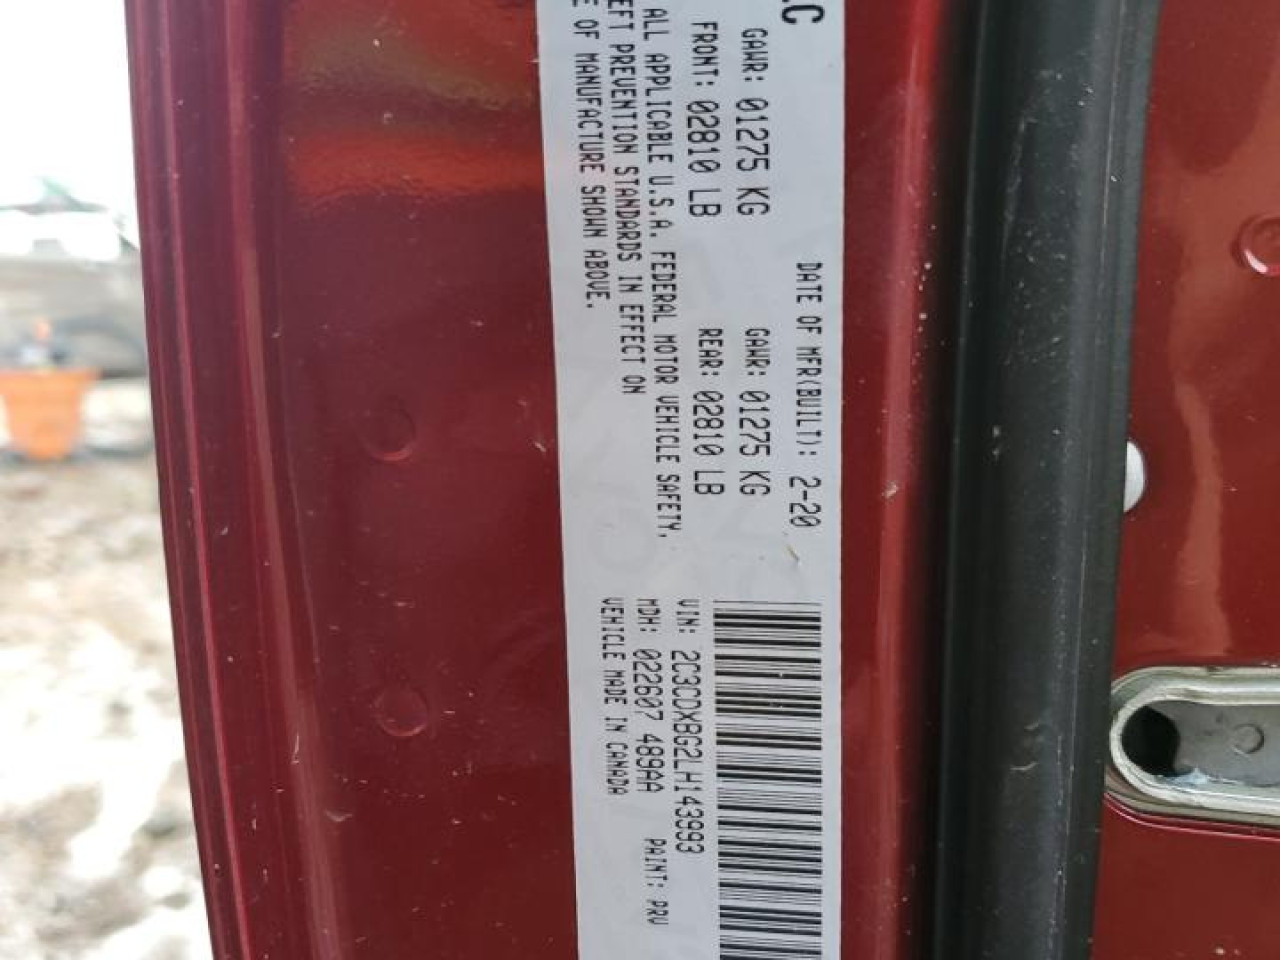 LC
DATE OF MFR(BUILT): 2-20
GAWR: 01275 KG GAWR: 01275 KG
FRONT: 02810 LB REAR: 02810 LB
ALL APPLICABLE U.S.A. FEDERAL MOTOR VEHICLE SAFETY,
EFT PREVENTION STANDARDS IN EFFECT ON
E OF MANUFACTURE SHOWN ABOVE.
VIN: 2C3CDXBG2LH143993
MDH: 022607 489AA PAINT: PRV
VEHICLE MADE IN CANADA